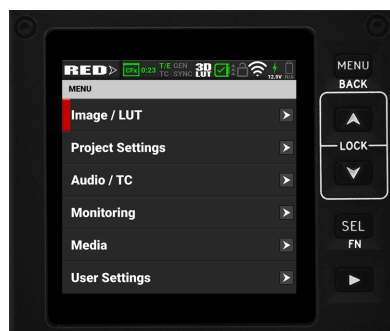 RED
CFx 0:23 T/E GEN 3D
TC SYNC LUT 12.5V N/A
MENU
Image / LUT
Project Settings
Audio / TC
Monitoring
Media
User Settings
MENU
BACK
LOCK
SEL
FN